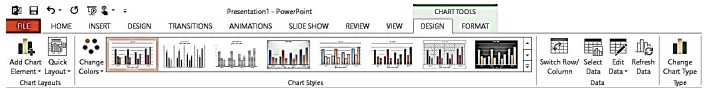 Presentation1 - PowerPoint
CHART TOOLS
FILE HOME INSERT DESIGN TRANSITIONS ANIMATIONS SLIDE SHOW REVIEW VIEW DESIGN FORMAT
Add Chart Quick Change Switch Row/ Select Edit Refresh Change
Element Layout Colors Column Data Data Data Chart Type
Chart Layouts Chart Styles Data Type